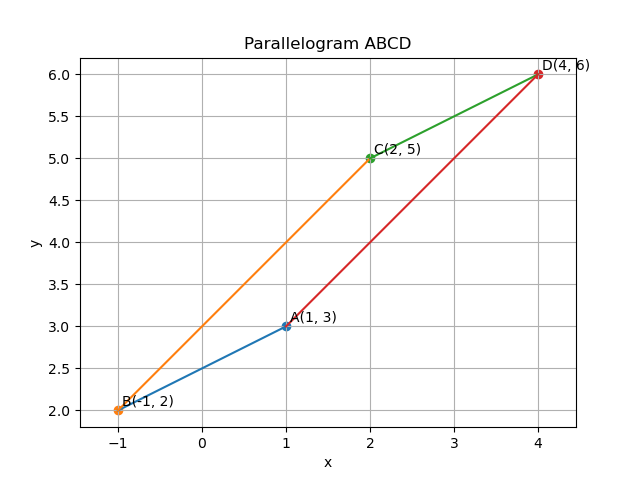 Parallelogram ABCD
6.0
D(4, 6)
5.5
5.0
C(2, 5)
4.5
y
4.0
3.5
3.0
A(1, 3)
2.5
2.0
B(-1, 2)
−1 0 1 2 3 4
x